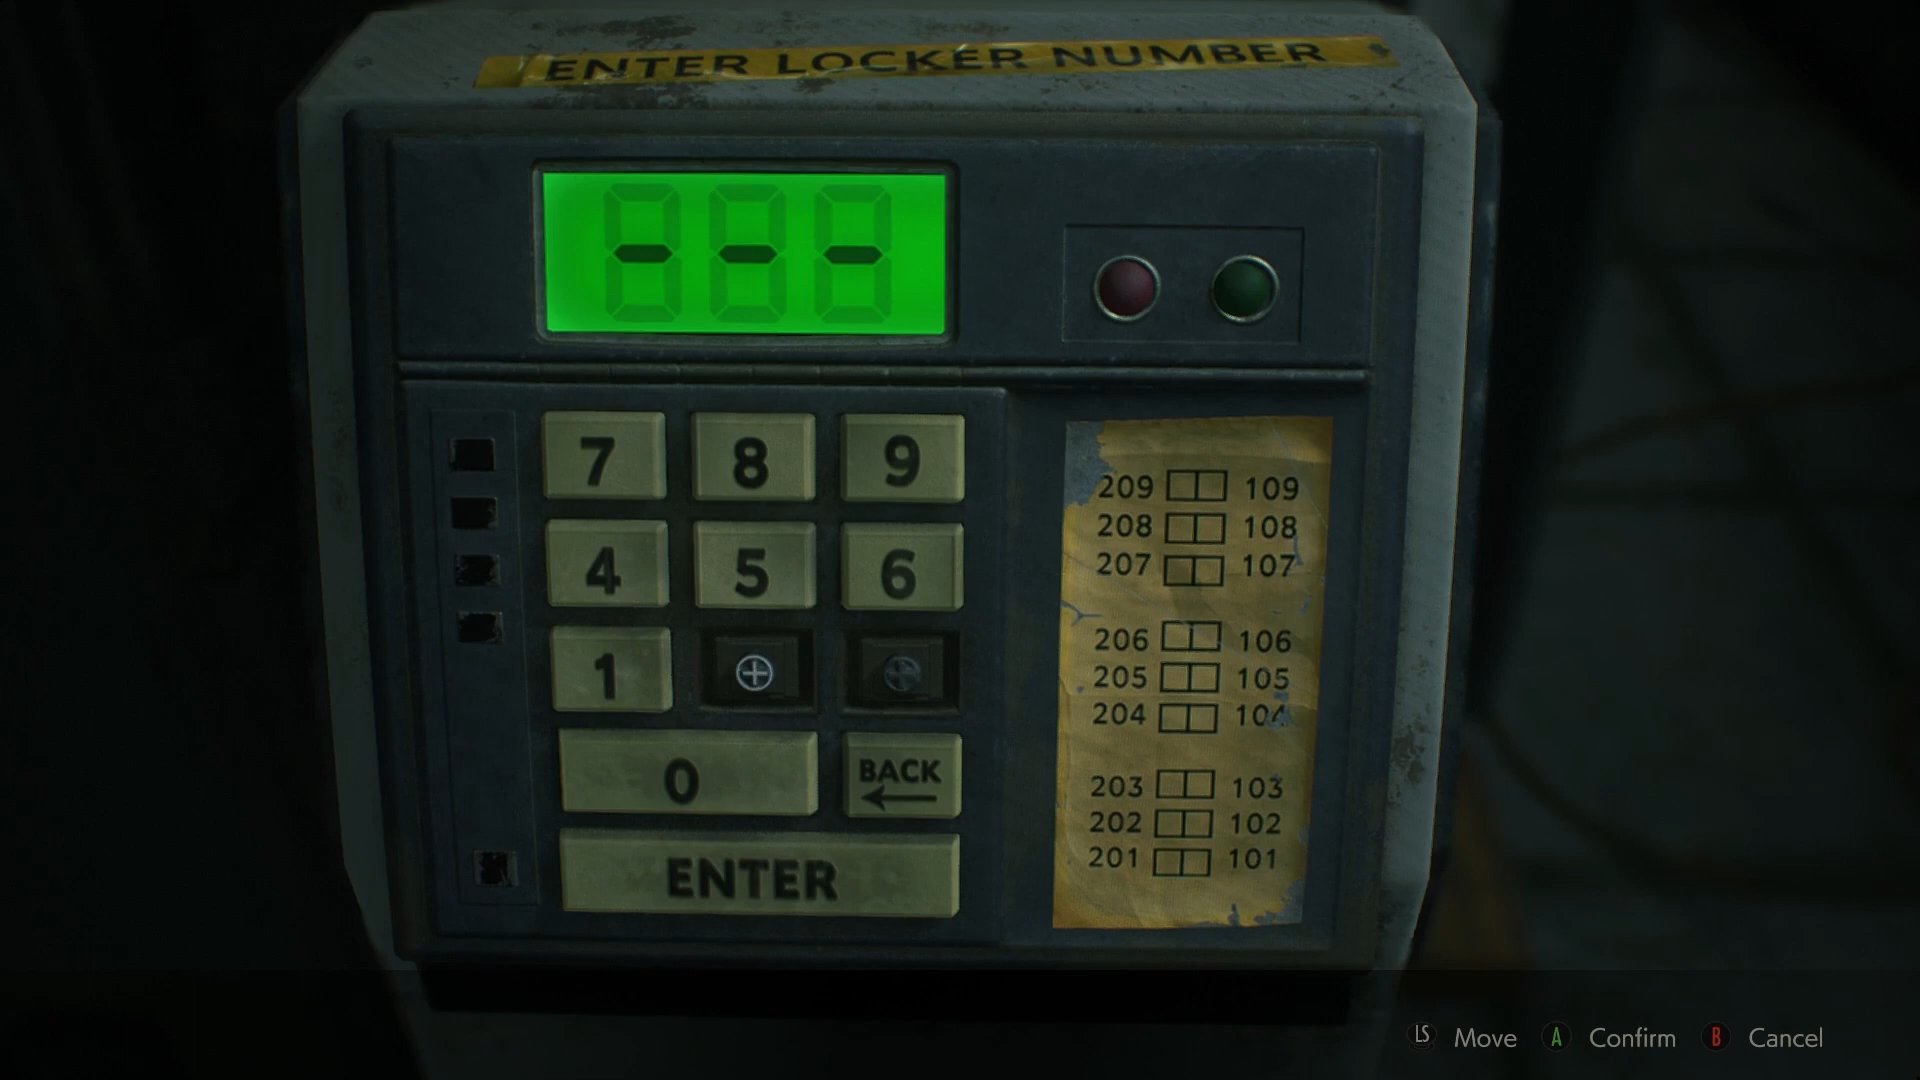 ENTER LOCKER NUMBER
- - -
7 8 9
4 5 6
1
0 BACK
ENTER
209 109
208 108
207 107
206 106
205 105
204 104
203 103
202 102
201 101
LS Move A Confirm B Cancel